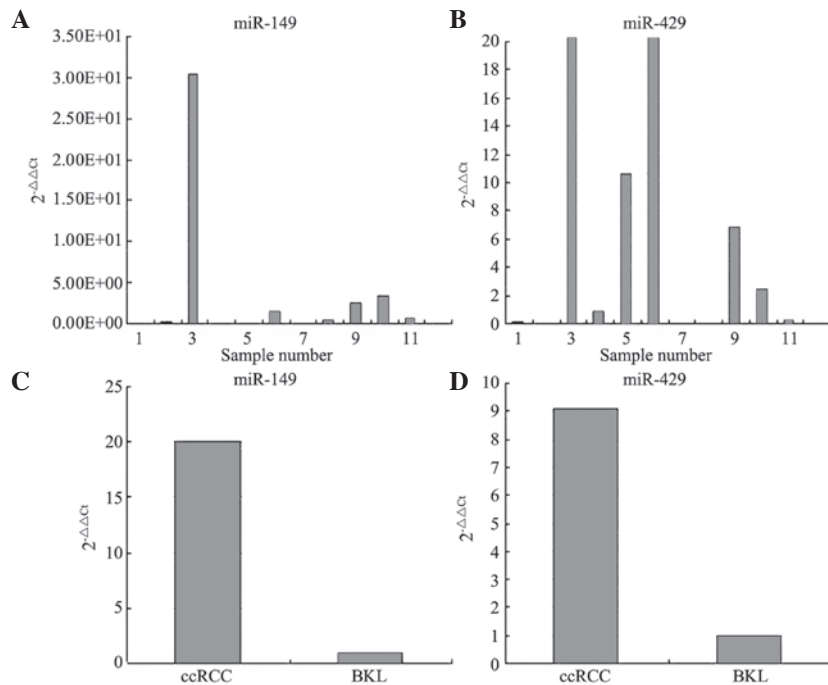 A
miR-149
3.50E+01
3.00E+01
2.50E+01
2.00E+01
1.50E+01
1.00E+01
5.00E+00
0.00E+00
2-△△Ct
1 3 5 7 9 11
Sample number
B
miR-429
20
18
16
14
12
10
8
6
4
2
0
2-△△Ct
1 3 5 7 9 11
Sample number
C
miR-149
25
20
15
10
5
0
2-△△Ct
ccRCC BKL
D
miR-429
10
9
8
7
6
5
4
3
2
1
0
2-△△Ct
ccRCC BKL